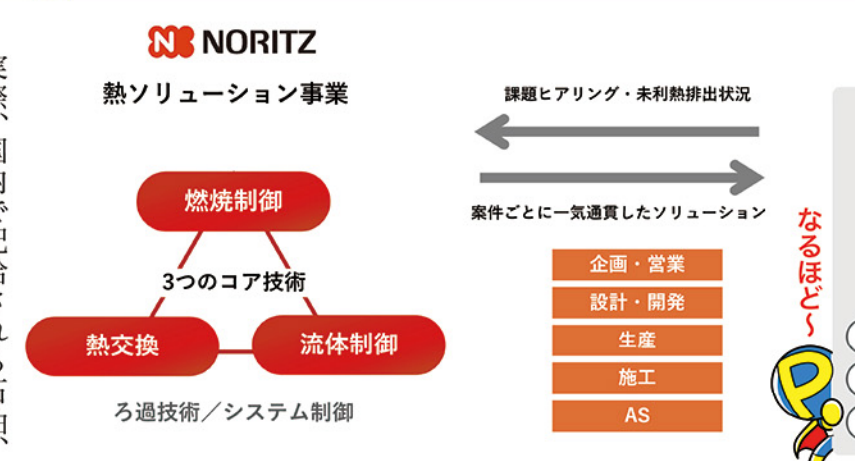 NORITZ
熱ソリューション事業
燃焼制御
3つのコア技術
熱交換
流体制御
ろ過技術／システム制御
課題ヒアリング・未利熱排出状況
案件ごとに一気通貫したソリューション
企画・営業
設計・開発
生産
施工
AS
なるほど〜
P